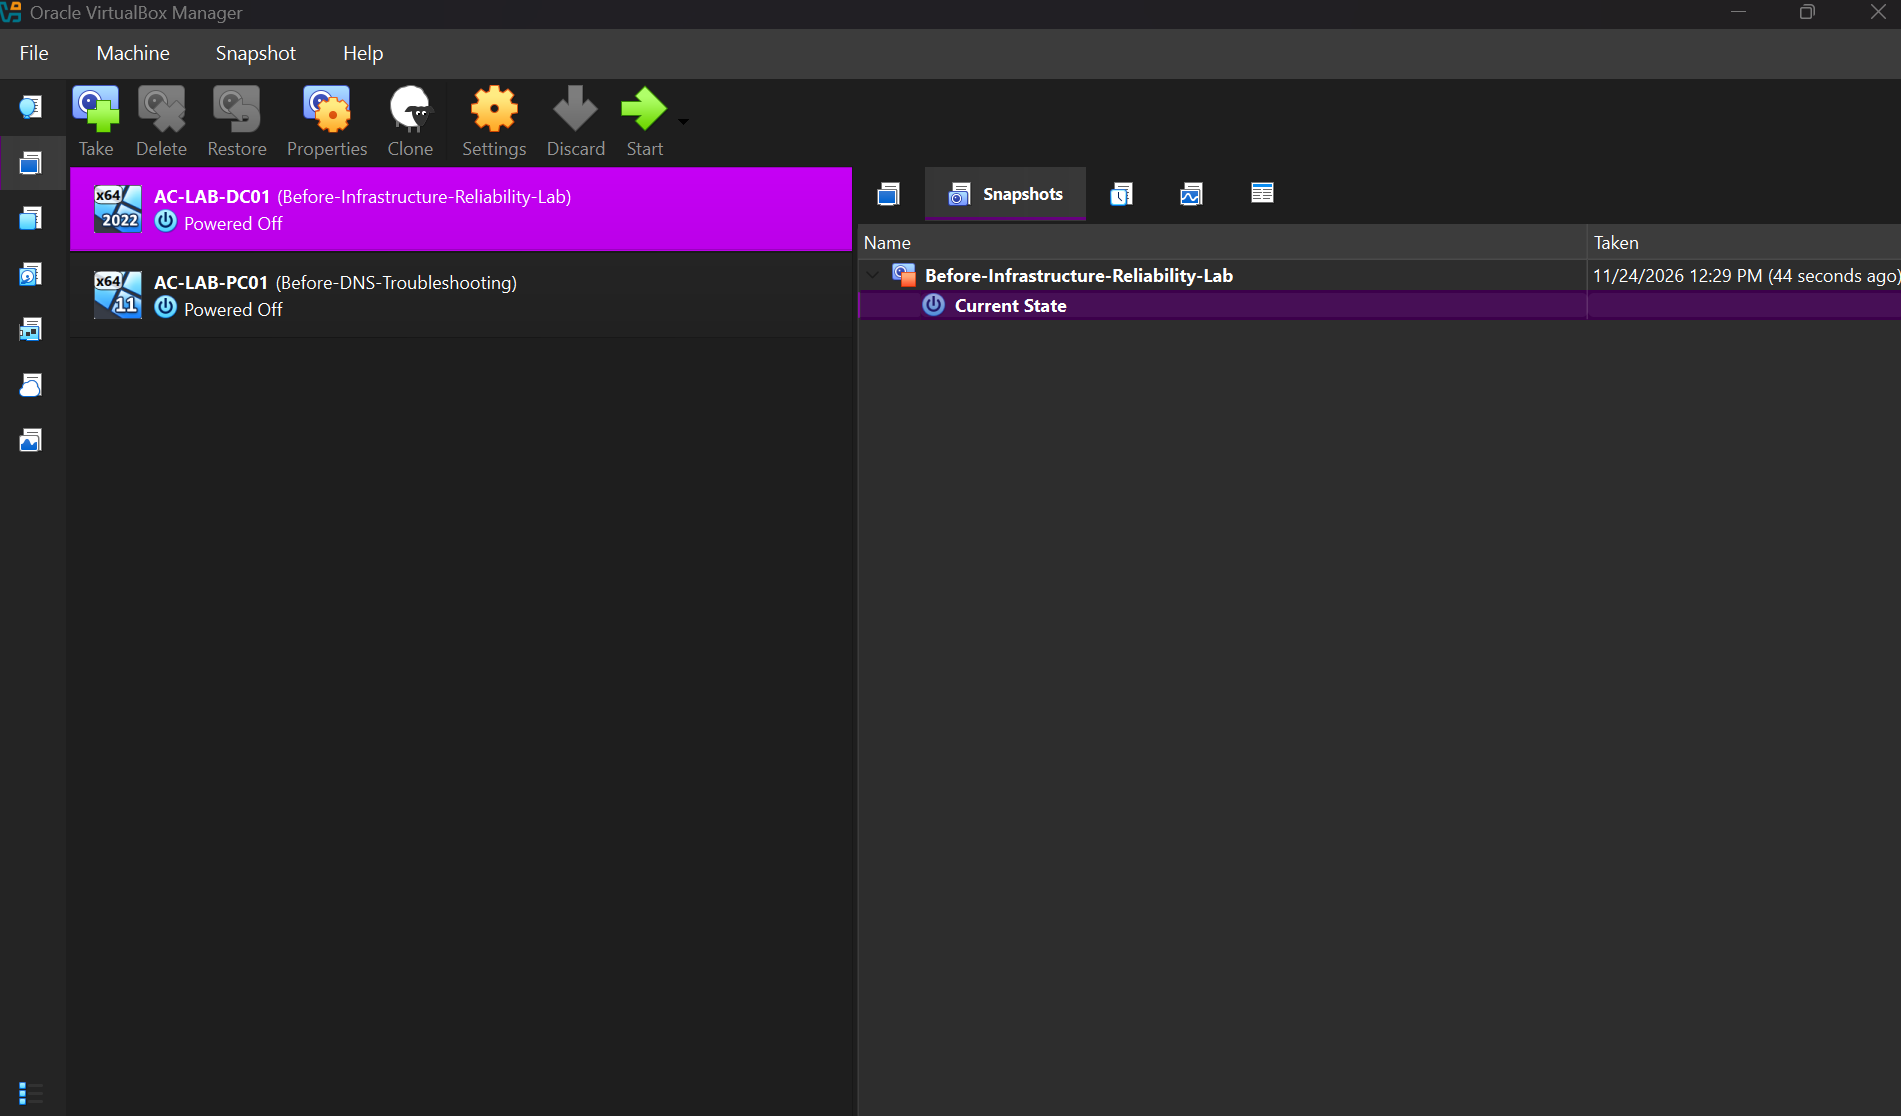 Oracle VirtualBox Manager
File Machine Snapshot Help
Take Delete Restore Properties Clone Settings Discard Start
x64 2022
AC-LAB-DC01 (Before-Infrastructure-Reliability-Lab)
Powered Off
x64 11
AC-LAB-PC01 (Before-DNS-Troubleshooting)
Powered Off
Snapshots
Name Taken
Before-Infrastructure-Reliability-Lab 11/24/2026 12:29 PM (44 seconds ago)
Current State